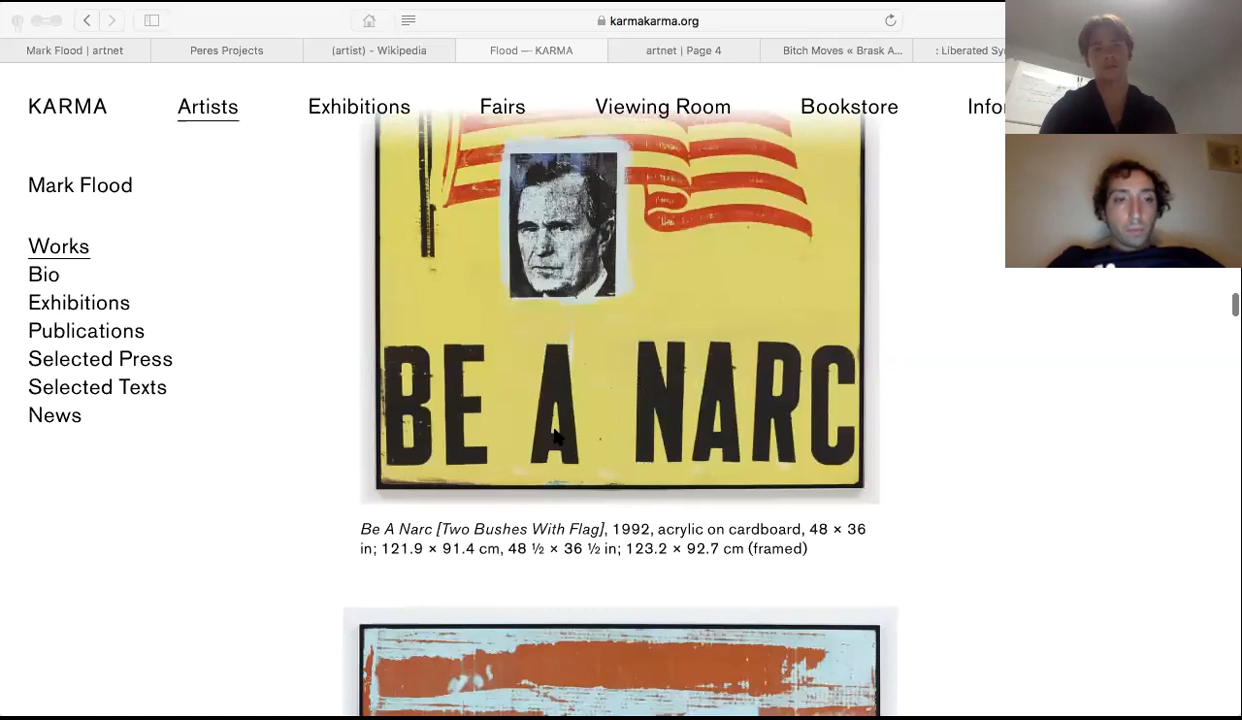 karmakarma.org
Mark Flood | artnet
Peres Projects
(artist) - Wikipedia
Flood — KARMA
artnet | Page 4
Bitch Moves « Brask A...
: Liberated Sy
KARMA
Artists
Exhibitions
Fairs
Viewing Room
Bookstore
Infor
Mark Flood
Works
Bio
Exhibitions
Publications
Selected Press
Selected Texts
News
BE A NARC
Be A Narc [Two Bushes With Flag], 1992, acrylic on cardboard, 48 × 36
in; 121.9 × 91.4 cm, 48 ½ × 36 ½ in; 123.2 × 92.7 cm (framed)